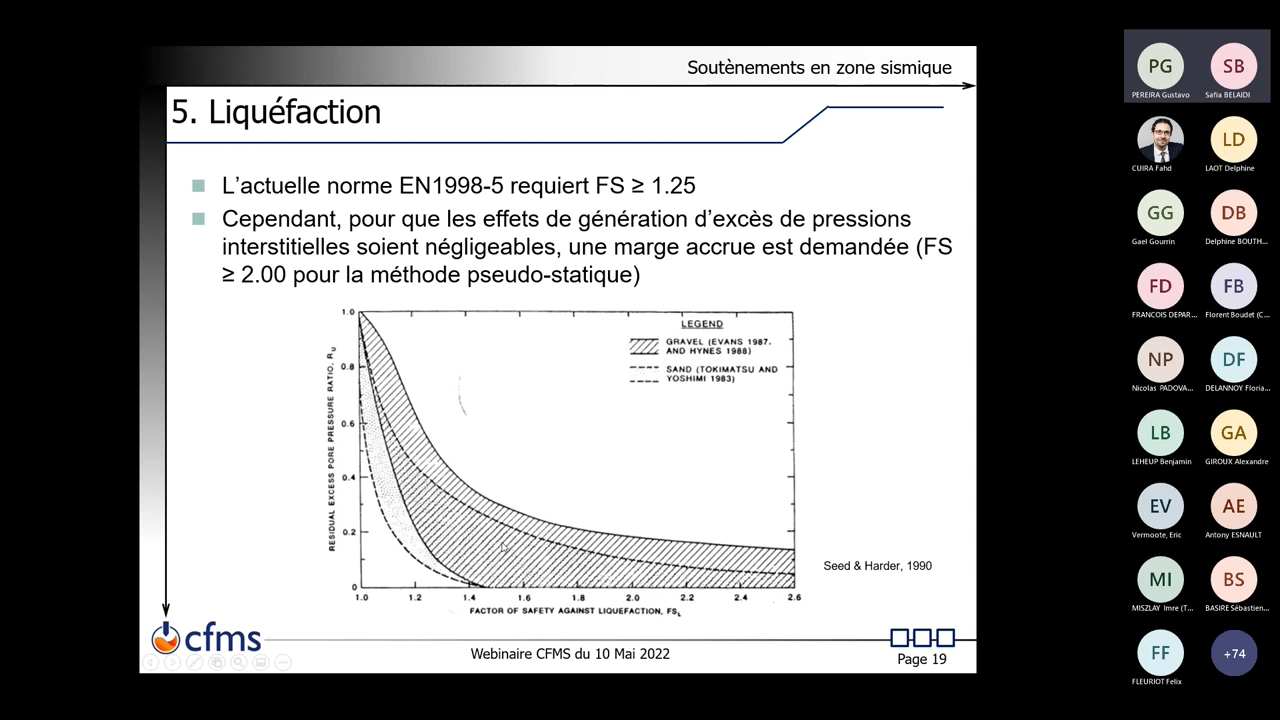 Soutènements en zone sismique
5. Liquéfaction
L'actuelle norme EN1998-5 requiert FS ≥ 1.25
Cependant, pour que les effets de génération d'excès de pressions
interstitielles soient négligeables, une marge accrue est demandée (FS
≥ 2.00 pour la méthode pseudo-statique)
RESIDUAL EXCESS PORE PRESSURE RATIO, RU
1.0
0.8
0.6
0.4
0.2
0
LEGEND
GRAVEL (EVANS 1987,
AND HYNES 1988)
SAND (TOKIMATSU AND
YOSHIMI 1983)
1.0 1.2 1.4 1.6 1.8 2.0 2.2 2.4 2.6
FACTOR OF SAFETY AGAINST LIQUEFACTION, FSL
Seed & Harder, 1990
cfms
Webinaire CFMS du 10 Mai 2022
Page 19
PG SB
PEREIRA Gustavo Safia BELAIDI
LD
CUIRA Fahd LAOT Delphine
GG DB
Gael Gourrin Delphine BOUTH...
FD FB
FRANCOIS DEPAR... Florent Boudet (C...
NP DF
Nicolas PADOVA... DELANNOY Floria...
LB GA
LEHEUP Benjamin GIROUX Alexandre
EV AE
Vermoote, Eric Antony ESNAULT
MI BS
MISZLAY Imre (T... BASIRE Sébastien...
FF +74
FLEURIOT Felix